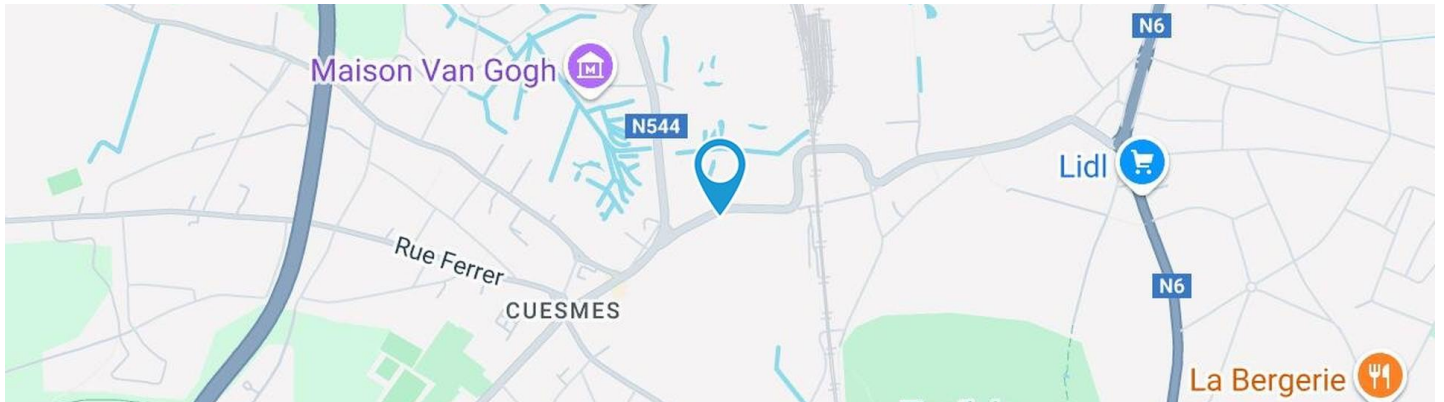 N6
Maison Van Gogh
M
N544
Lidl
Rue Ferrer
N6
CUESMES
La Bergerie